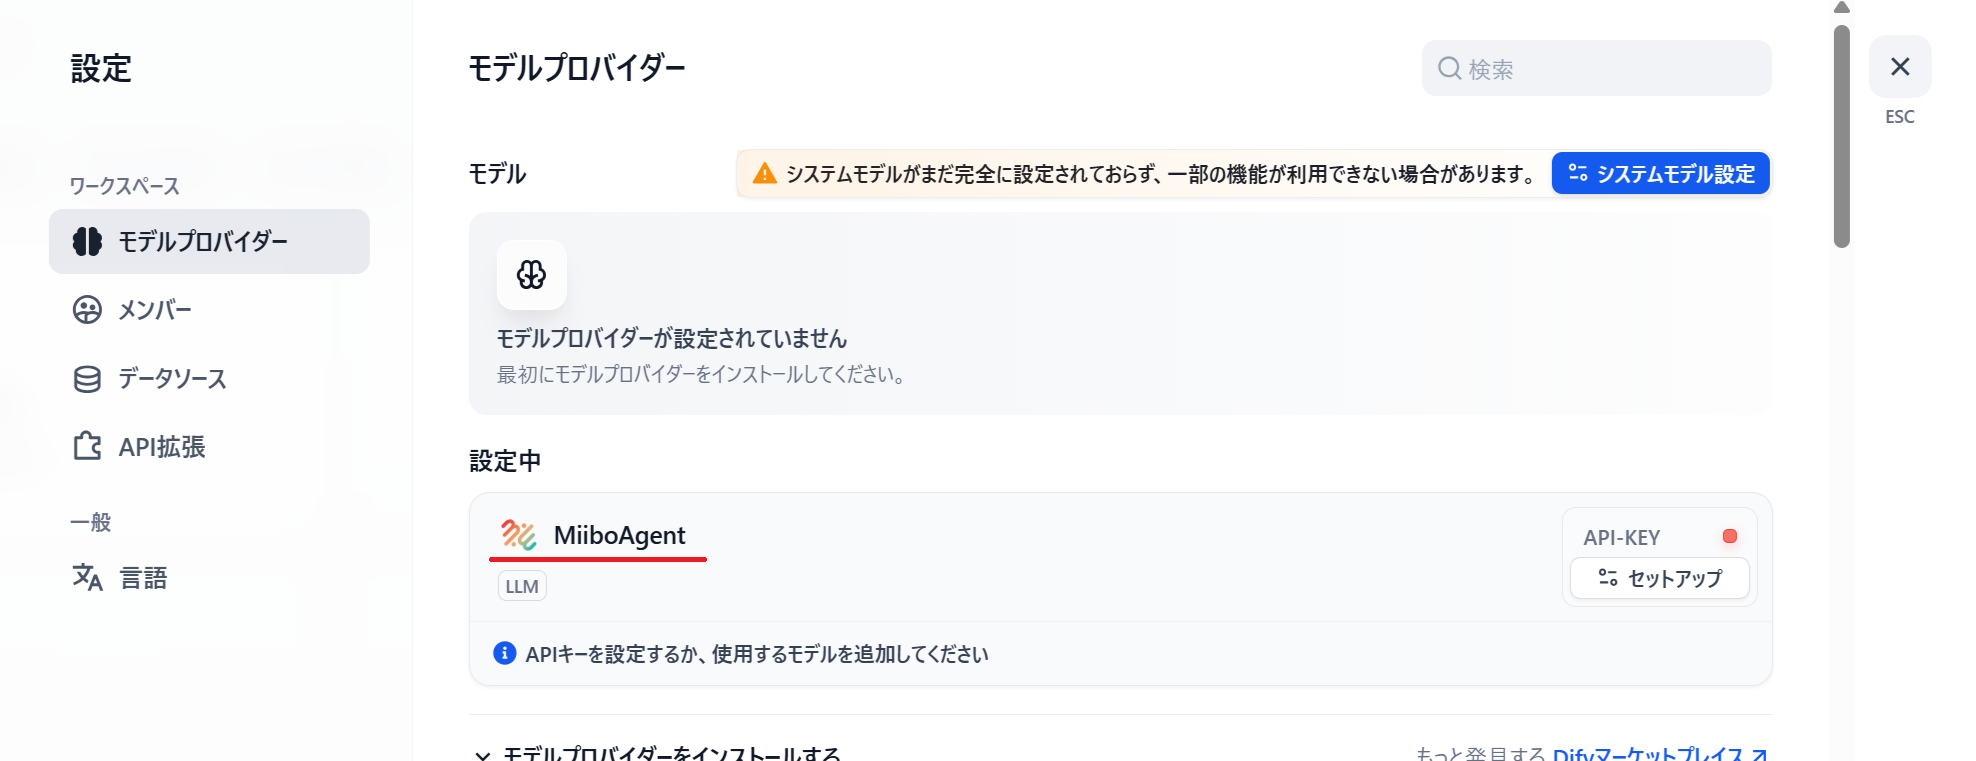 設定
ワークスペース
モデルプロバイダー
メンバー
データソース
API拡張
一般
言語
モデルプロバイダー
検索
ESC
モデル
システムモデルがまだ完全に設定されておらず、一部の機能が利用できない場合があります。
システムモデル設定
モデルプロバイダーが設定されていません
最初にモデルプロバイダーをインストールしてください。
設定中
MiiboAgent
LLM
API-KEY
セットアップ
APIキーを設定するか、使用するモデルを追加してください
モデルプロバイダーをインストールする
もっと発見する Difyマーケットプレイス